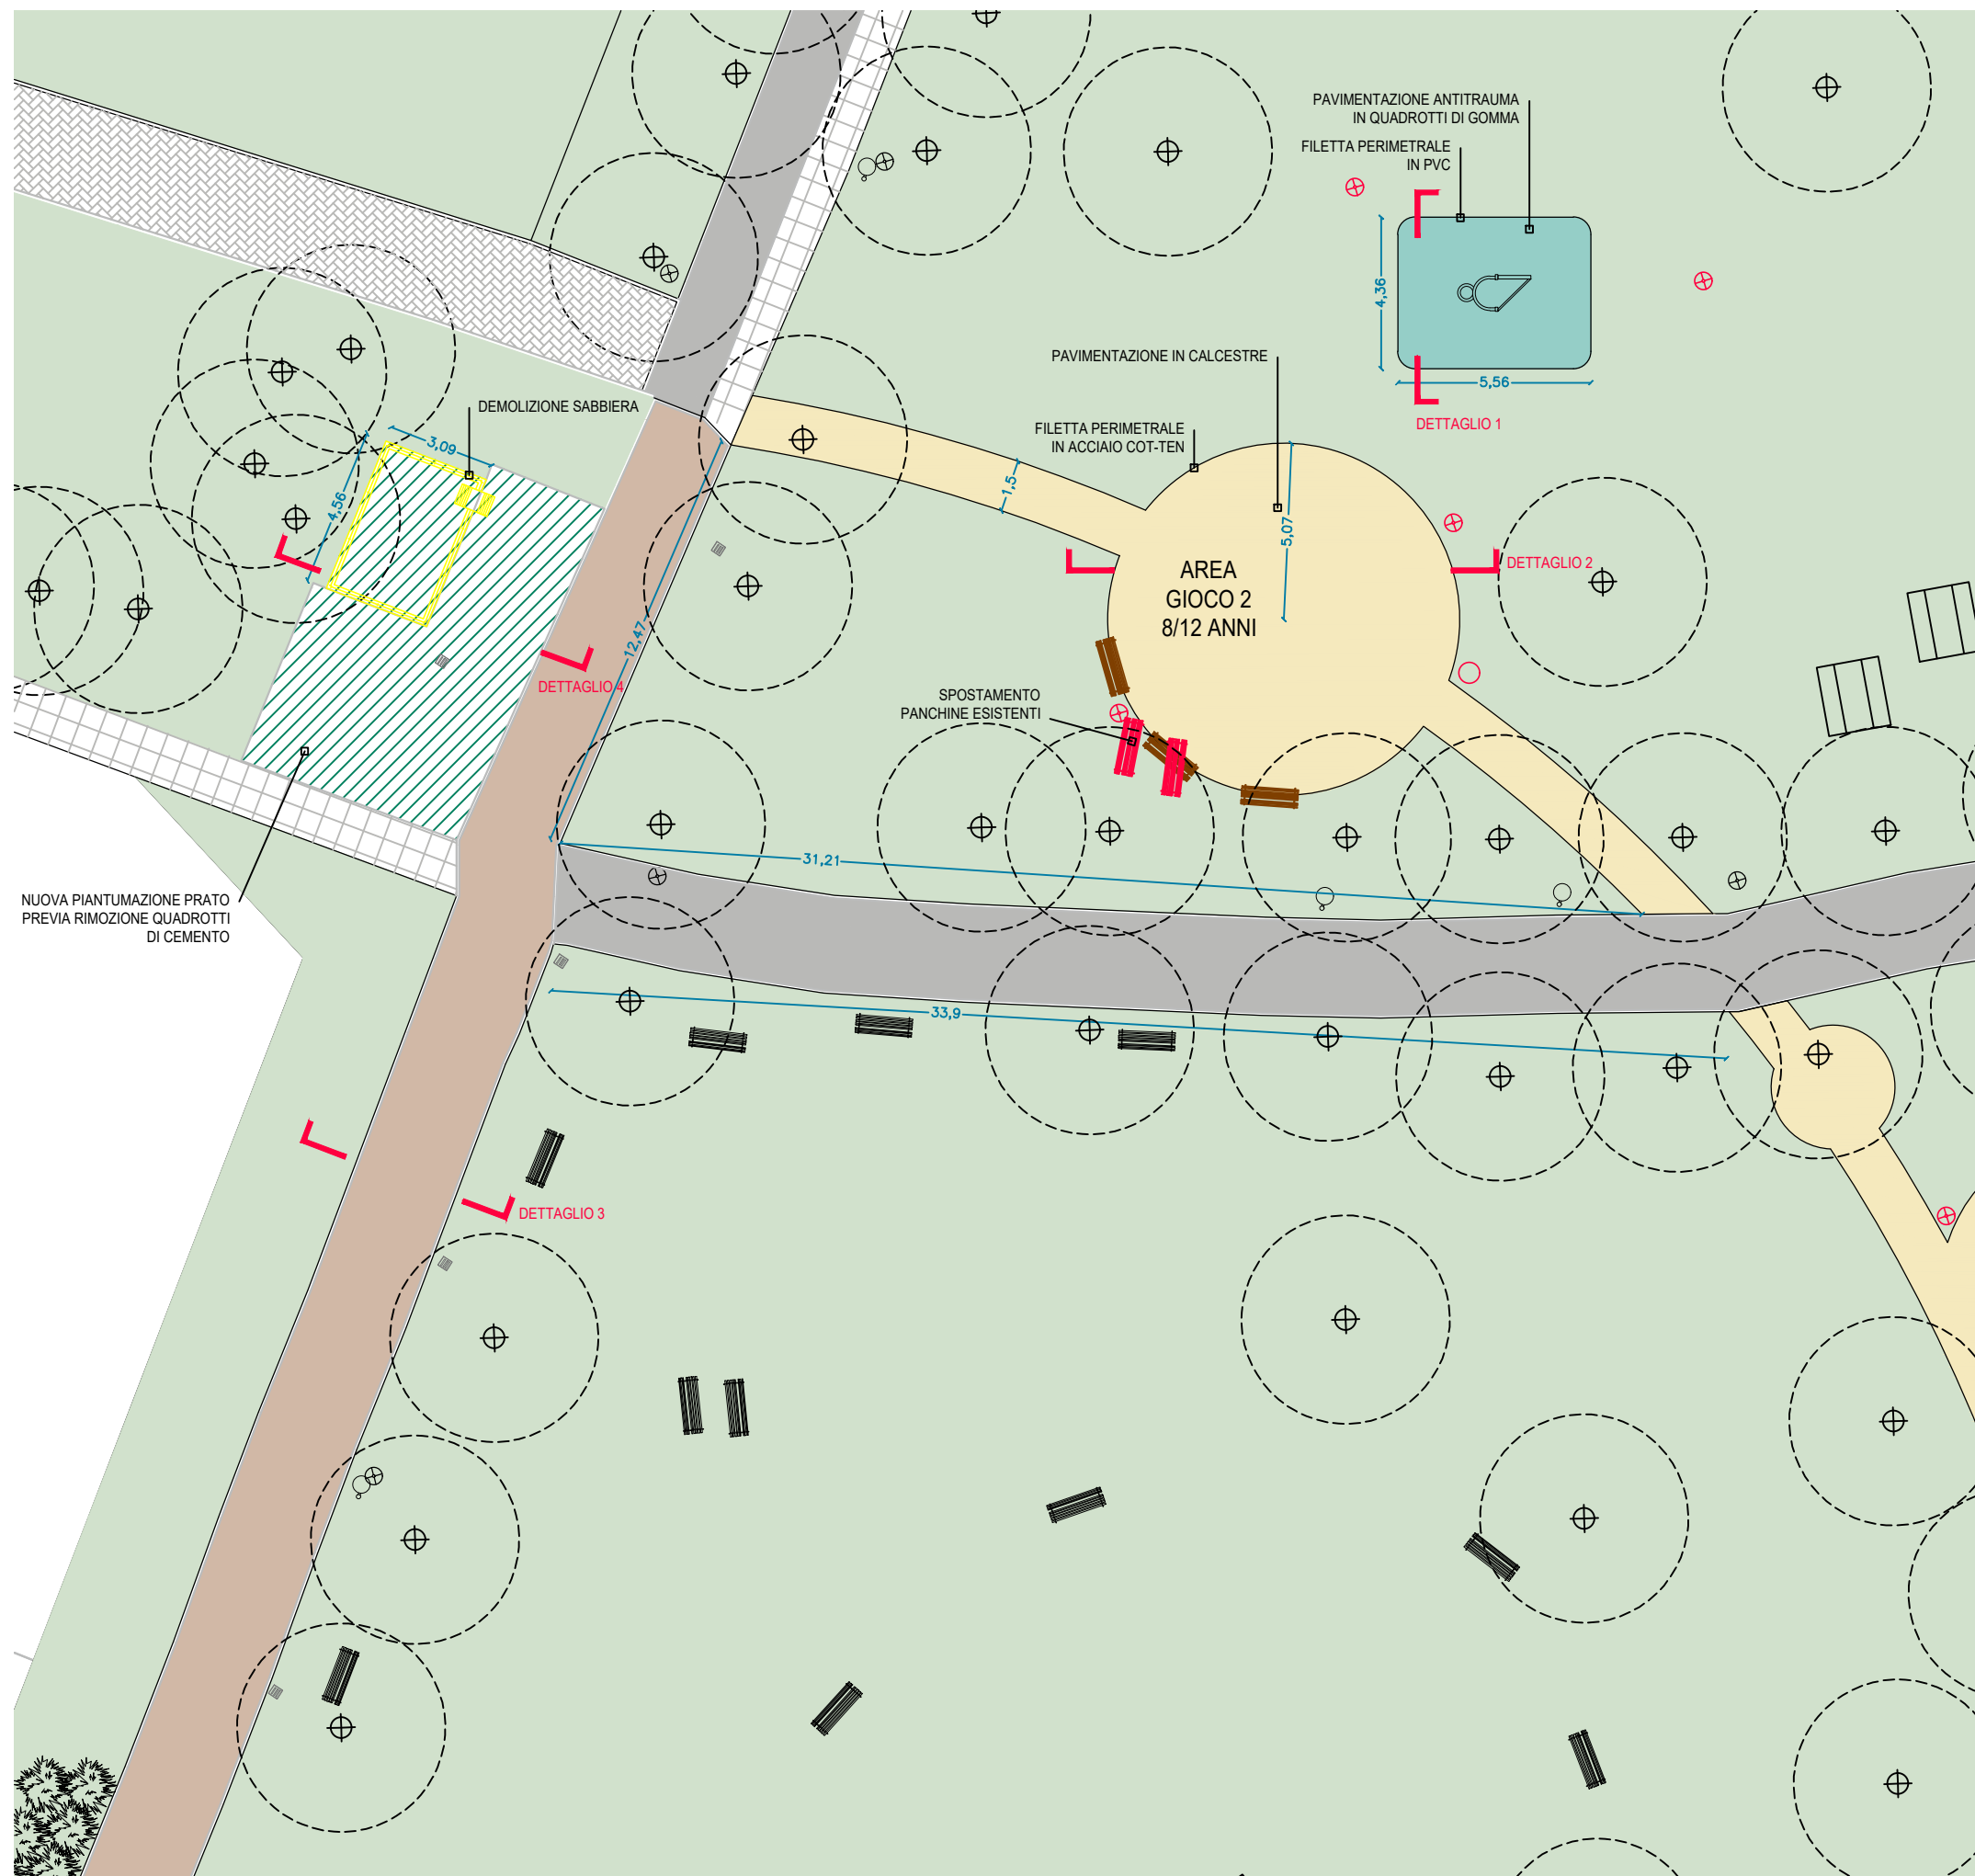 PAVIMENTAZIONE ANTITRAUMA
IN QUADROTTI DI GOMMA
FILETTA PERIMETRALE
IN PVC
4,36
5,56
DETTAGLIO 1
PAVIMENTAZIONE IN CALCESTRE
FILETTA PERIMETRALE
IN ACCIAIO COT-TEN
DEMOLIZIONE SABBIERA
3,09
4,56
1,5
5,07
AREA
GIOCO 2
8/12 ANNI
DETTAGLIO 2
12,47
DETTAGLIO 4
SPOSTAMENTO
PANCHINE ESISTENTI
31,21
NUOVA PIANTUMAZIONE PRATO
PREVIA RIMOZIONE QUADROTTI
DI CEMENTO
33,9
DETTAGLIO 3